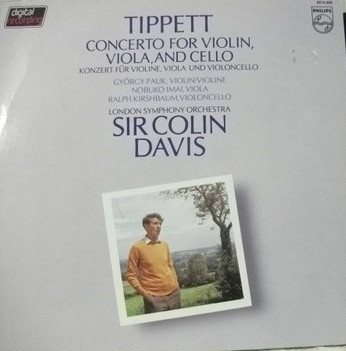 digital
recording
PHILIPS
TIPPETT
CONCERTO FOR VIOLIN,
VIOLA, AND CELLO
KONZERT FÜR VIOLINE, VIOLA UND VIOLONCELLO
GYÖRGY PAUK, VIOLIN/VIOLINE
NOBUKO IMAI, VIOLA
RALPH KIRSHBAUM, VIOLONCELLO
LONDON SYMPHONY ORCHESTRA
SIR COLIN
DAVIS